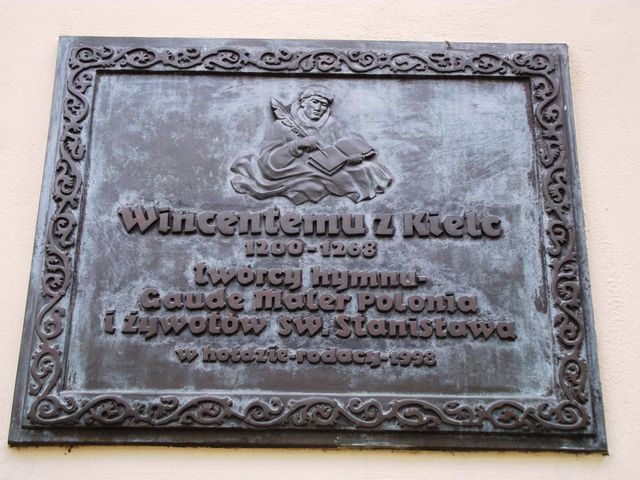 Wincentemu z Kielc
1200-1268
twórcy hymnu-
Gaude Mater Polonia
i żywotów św. Stanisława
w hołdzie-rodacy-1998